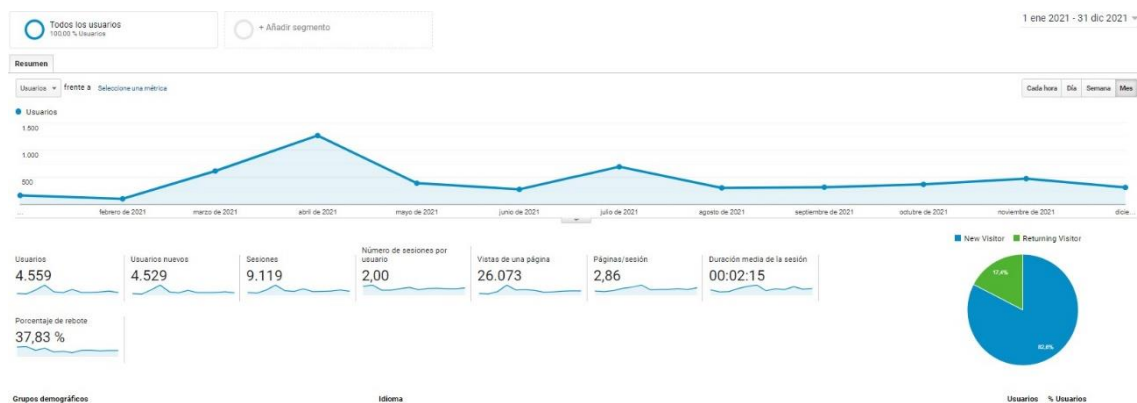 Todos los usuarios
100,00 % Usuarios
+ Añadir segmento
1 ene 2021 - 31 dic 2021
Resumen
Usuarios frente a Seleccione una métrica
Cada hora Día Semana Mes
Usuarios
1.500
1.000
500
... febrero de 2021 marzo de 2021 abril de 2021 mayo de 2021 junio de 2021 julio de 2021 agosto de 2021 septiembre de 2021 octubre de 2021 noviembre de 2021 dicie...
New Visitor Returning Visitor
Usuarios
4.559
Usuarios nuevos
4.529
Sesiones
9.119
Número de sesiones por
usuario
2,00
Vistas de una página
26.073
Páginas/sesión
2,86
Duración media de la sesión
00:02:15
17,4%
82,6%
Porcentaje de rebote
37,83 %
Grupos demográficos Idioma Usuarios % Usuarios